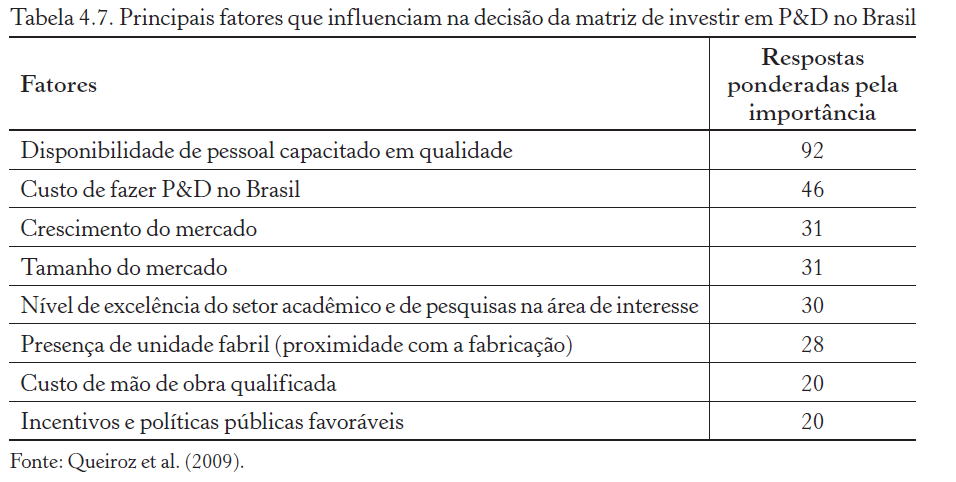 Tabela 4.7. Principais fatores que influenciam na decisão da matriz de investir em P&D no Brasil
Fatores
Respostas
ponderadas pela
importância
Disponibilidade de pessoal capacitado em qualidade 92
Custo de fazer P&D no Brasil 46
Crescimento do mercado 31
Tamanho do mercado 31
Nível de excelência do setor acadêmico e de pesquisas na área de interesse 30
Presença de unidade fabril (proximidade com a fabricação) 28
Custo de mão de obra qualificada 20
Incentivos e políticas públicas favoráveis 20
Fonte: Queiroz et al. (2009).